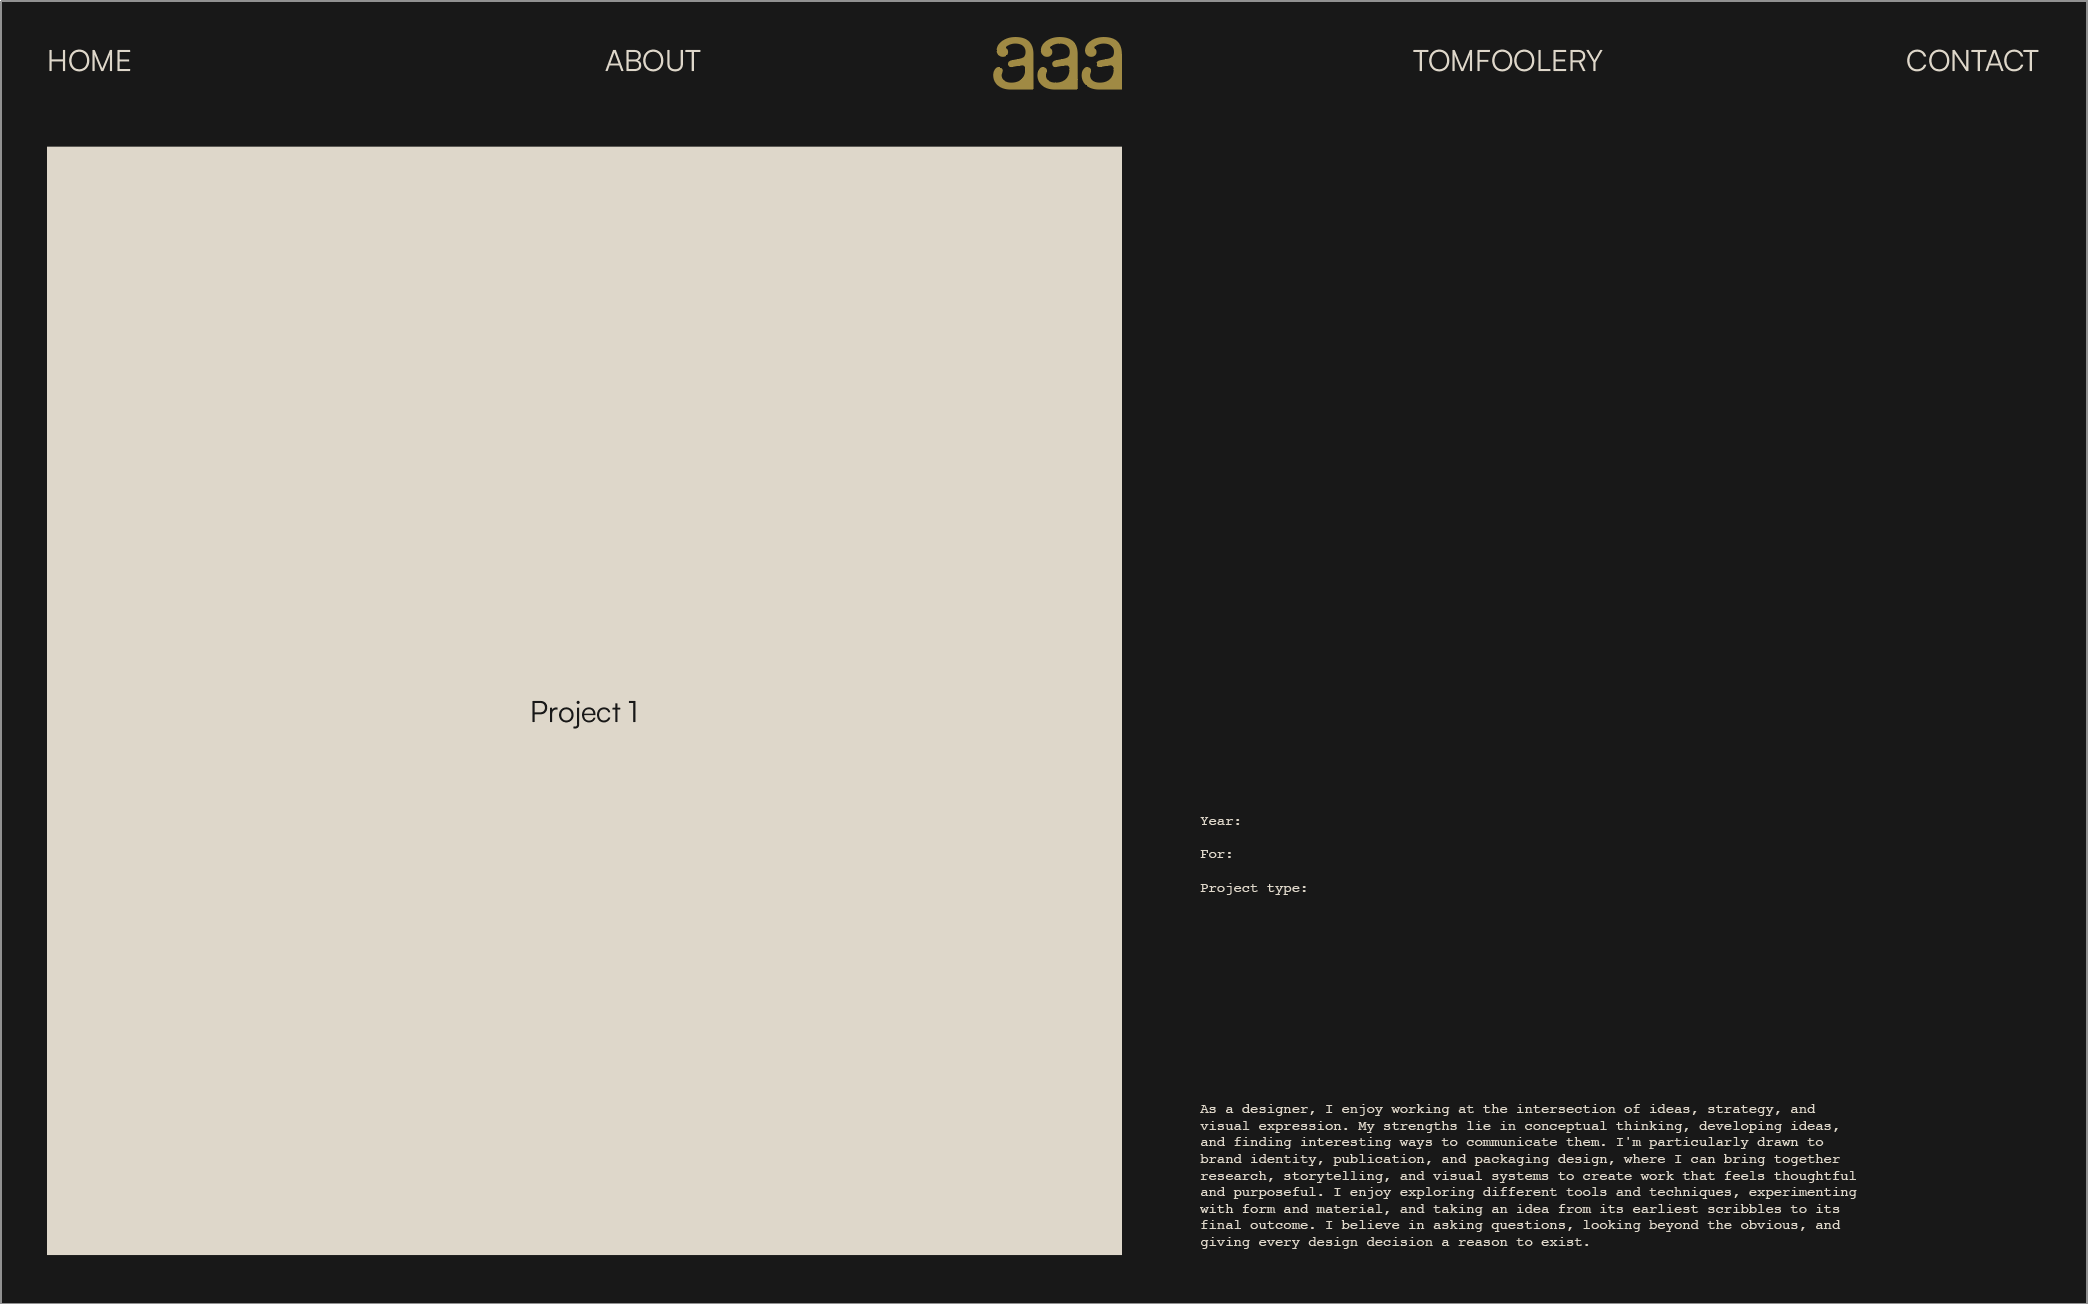 HOME
ABOUT
333
TOMFOOLERY
CONTACT
Project 1
Year:
For:
Project type:
As a designer, I enjoy working at the intersection of ideas, strategy, and
visual expression. My strengths lie in conceptual thinking, developing ideas,
and finding interesting ways to communicate them. I'm particularly drawn to
brand identity, publication, and packaging design, where I can bring together
research, storytelling, and visual systems to create work that feels thoughtful
and purposeful. I enjoy exploring different tools and techniques, experimenting
with form and material, and taking an idea from its earliest scribbles to its
final outcome. I believe in asking questions, looking beyond the obvious, and
giving every design decision a reason to exist.